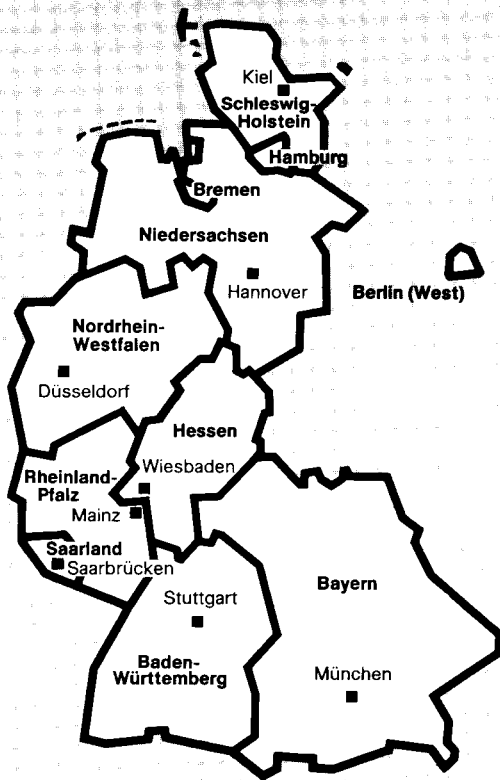 Kiel
Schleswig-
Holstein
Hamburg
Bremen
Niedersachsen
Hannover
Berlin (West)
Nordrhein-
Westfalen
Düsseldorf
Hessen
Wiesbaden
Rheinland-
Pfalz
Mainz
Saarland
Saarbrücken
Stuttgart
Bayern
Baden-
Württemberg
München